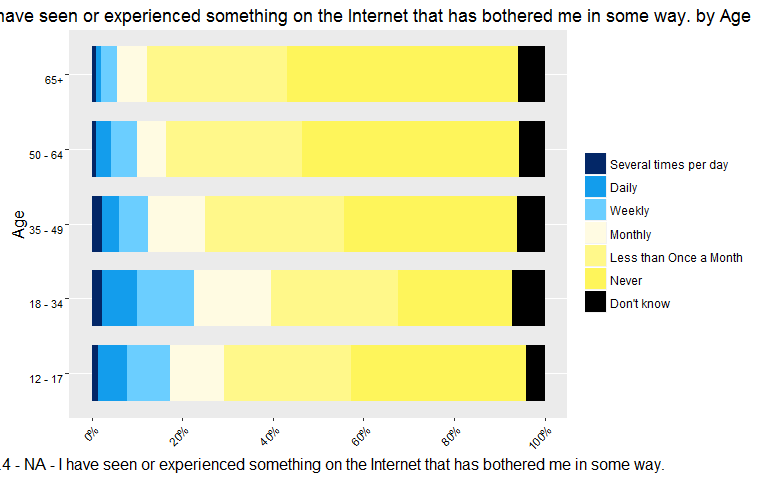 have seen or experienced something on the Internet that has bothered me in some way. by Age
65+
50 - 64
35 - 49
18 - 34
12 - 17
Age
0%
20%
40%
60%
80%
100%
Several times per day
Daily
Weekly
Monthly
Less than Once a Month
Never
Don't know
.4 - NA - I have seen or experienced something on the Internet that has bothered me in some way.